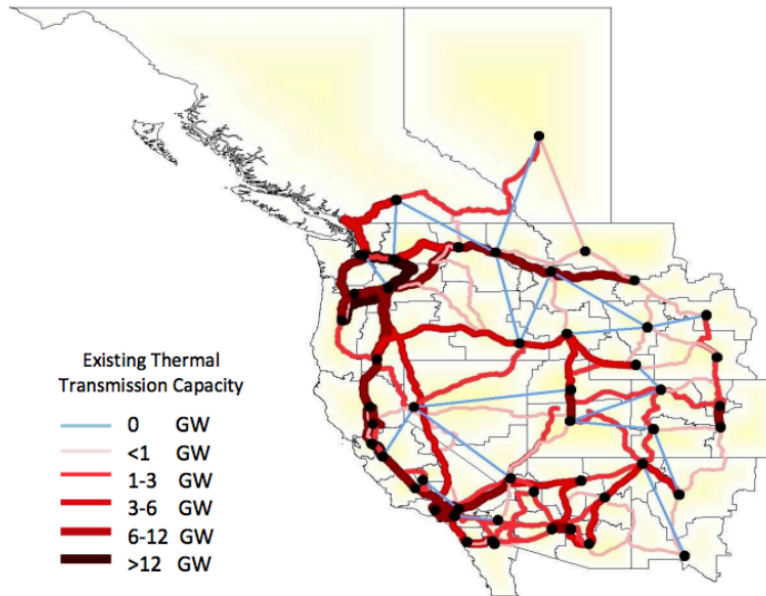 Existing Thermal
Transmission Capacity
0 GW
<1 GW
1-3 GW
3-6 GW
6-12 GW
>12 GW